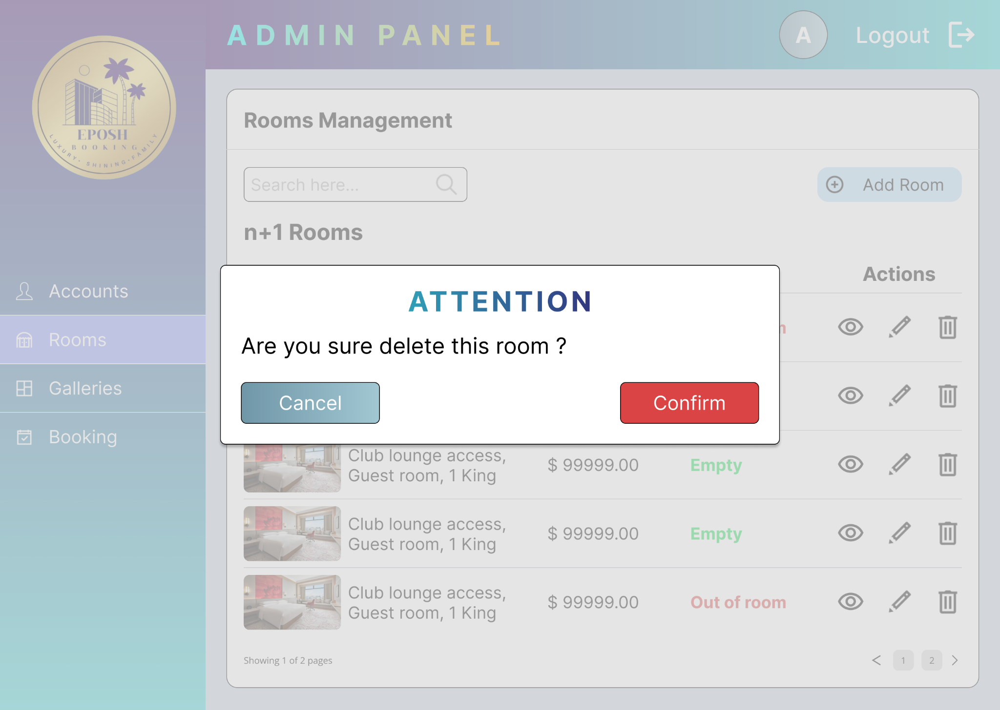 ADMIN PANEL
A
Logout
EPOSH
BOOKING
LUXURY · SHINING · FAMILY
Accounts
Rooms
Galleries
Booking
Rooms Management
Search here...
Add Room
n+1 Rooms
Actions
ATTENTION
Are you sure delete this room ?
Cancel
Confirm
Club lounge access,
Guest room, 1 King
$ 99999.00
Empty
Club lounge access,
Guest room, 1 King
$ 99999.00
Empty
Club lounge access,
Guest room, 1 King
$ 99999.00
Out of room
Showing 1 of 2 pages
<
1
2
>